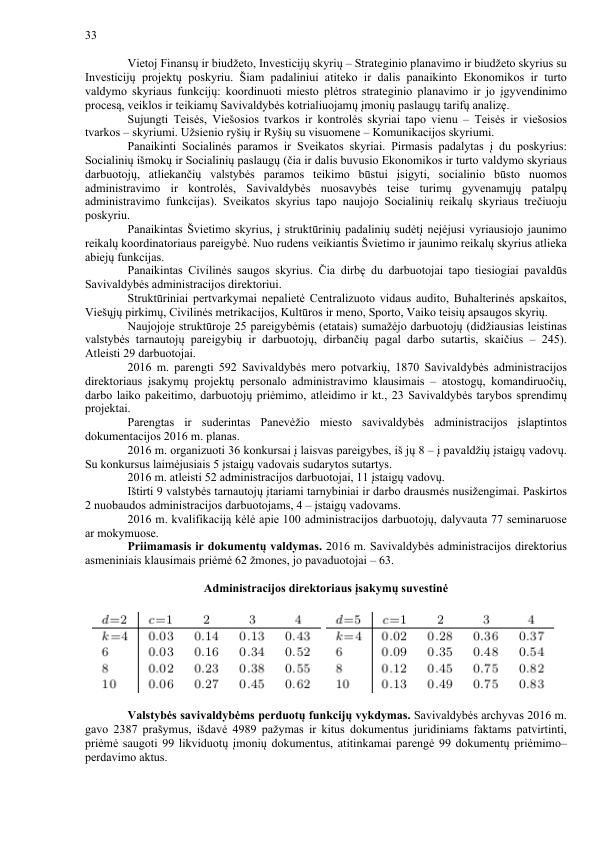 33
Vietoj Finansų ir biudžeto, Investicijų skyrių – Strateginio planavimo ir biudžeto skyrius su
Investicijų projektų poskyriu. Šiam padaliniui atiteko ir dalis panaikinto Ekonomikos ir turto
valdymo skyriaus funkcijų: koordinuoti miesto plėtros strateginio planavimo ir jo įgyvendinimo
procesą, veiklos ir teikiamų Savivaldybės kotrialiuojamų įmonių paslaugų tarifų analizę.
Sujungti Teisės, Viešosios tvarkos ir kontrolės skyriai tapo vienu – Teisės ir viešosios
tvarkos – skyriumi. Užsienio ryšių ir Ryšių su visuomene – Komunikacijos skyriumi.
Panaikinti Socialinės paramos ir Sveikatos skyriai. Pirmasis padalytas į du poskyrius:
Socialinių išmokų ir Socialinių paslaugų (čia ir dalis buvusio Ekonomikos ir turto valdymo skyriaus
darbuotojų, atliekančių valstybės paramos teikimo būstui įsigyti, socialinio būsto nuomos
administravimo ir kontrolės, Savivaldybės nuosavybės teise turimų gyvenamųjų patalpų
administravimo funkcijas). Sveikatos skyrius tapo naujojo Socialinių reikalų skyriaus trečiuoju
poskyriu.
Panaikintas Švietimo skyrius, į struktūrinių padalinių sudėtį neįėjusi vyriausiojo jaunimo
reikalų koordinatoriaus pareigybė. Nuo rudens veikiantis Švietimo ir jaunimo reikalų skyrius atlieka
abiejų funkcijas.
Panaikintas Civilinės saugos skyrius. Čia dirbę du darbuotojai tapo tiesiogiai pavaldūs
Savivaldybės administracijos direktoriui.
Struktūriniai pertvarkymai nepalietė Centralizuoto vidaus audito, Buhalterinės apskaitos,
Viešųjų pirkimų, Civilinės metrikacijos, Kultūros ir meno, Sporto, Vaiko teisių apsaugos skyrių.
Naujojoje struktūroje 25 pareigybėmis (etatais) sumažėjo darbuotojų (didžiausias leistinas
valstybės tarnautojų pareigybių ir darbuotojų, dirbančių pagal darbo sutartis, skaičius – 245).
Atleisti 29 darbuotojai.
2016 m. parengti 592 Savivaldybės mero potvarkių, 1870 Savivaldybės administracijos
direktoriaus įsakymų projektų personalo administravimo klausimais – atostogų, komandiruočių,
darbo laiko pakeitimo, darbuotojų priėmimo, atleidimo ir kt., 23 Savivaldybės tarybos sprendimų
projektai.
Parengtas ir suderintas Panevėžio miesto savivaldybės administracijos įslaptintos
dokumentacijos 2016 m. planas.
2016 m. organizuoti 36 konkursai į laisvas pareigybes, iš jų 8 – į pavaldžių įstaigų vadovų.
Su konkursus laimėjusiais 5 įstaigų vadovais sudarytos sutartys.
2016 m. atleisti 52 administracijos darbuotojai, 11 įstaigų vadovų.
Ištirti 9 valstybės tarnautojų įtariami tarnybiniai ir darbo drausmės nusižengimai. Paskirtos
2 nuobaudos administracijos darbuotojams, 4 – įstaigų vadovams.
2016 m. kvalifikaciją kėlė apie 100 administracijos darbuotojų, dalyvauta 77 seminaruose
ar mokymuose.
Priimamasis ir dokumentų valdymas. 2016 m. Savivaldybės administracijos direktorius
asmeniniais klausimais priėmė 62 žmones, jo pavaduotojai – 63.
Administracijos direktoriaus įsakymų suvestinė
d=2 c=1 2 3 4 d=5 c=1 2 3 4
k=4 0.03 0.14 0.13 0.43 k=4 0.02 0.28 0.36 0.37
6 0.03 0.16 0.34 0.52 6 0.09 0.35 0.48 0.54
8 0.02 0.23 0.38 0.55 8 0.12 0.45 0.75 0.82
10 0.06 0.27 0.45 0.62 10 0.13 0.49 0.75 0.83
Valstybės savivaldybėms perduotų funkcijų vykdymas. Savivaldybės archyvas 2016 m.
gavo 2387 prašymus, išdavė 4989 pažymas ir kitus dokumentus juridiniams faktams patvirtinti,
priėmė saugoti 99 likviduotų įmonių dokumentus, atitinkamai parengė 99 dokumentų priėmimo–
perdavimo aktus.